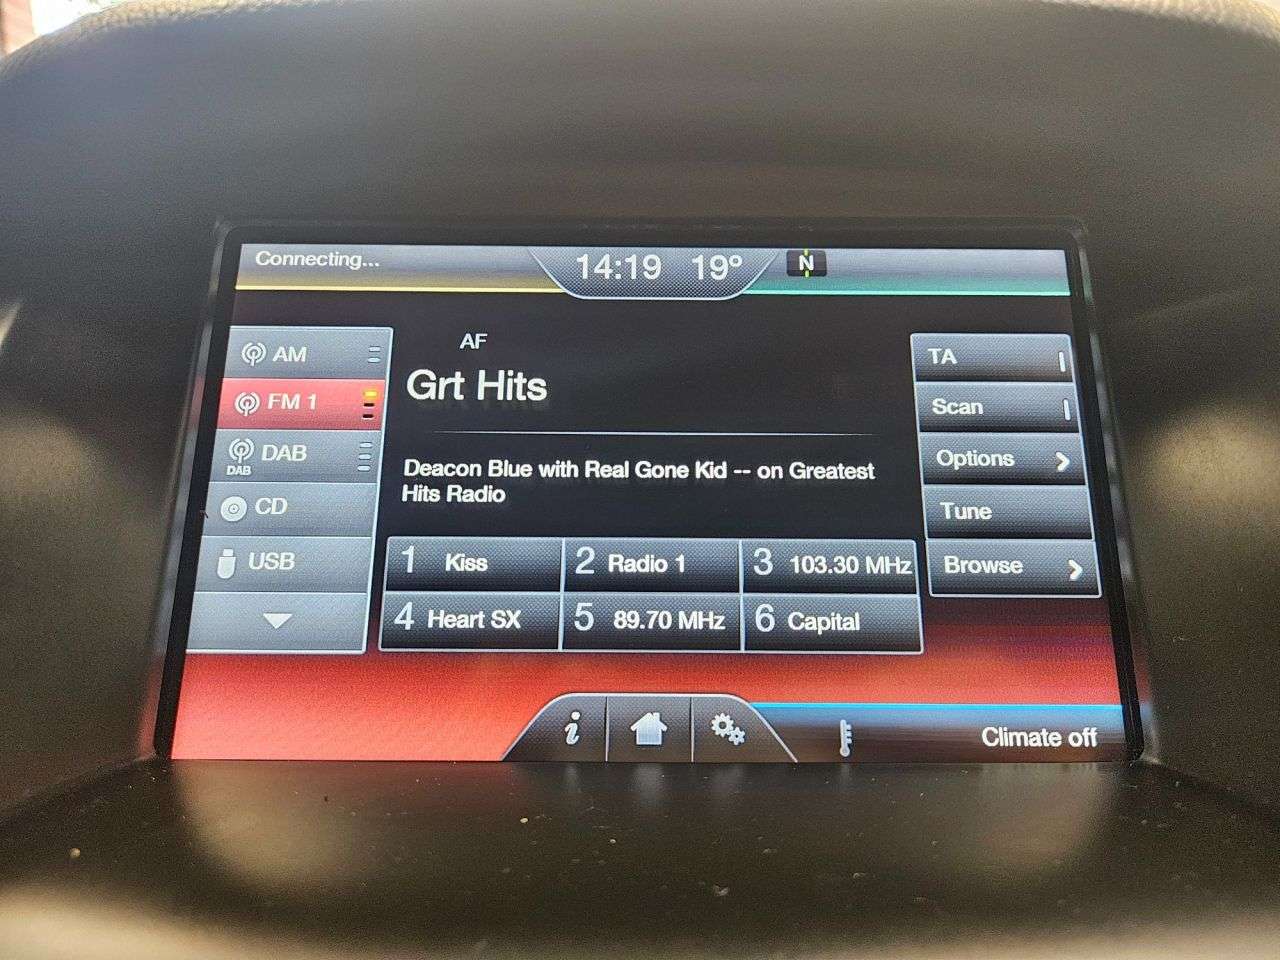 Connecting...
14:19 19°
N
AM
FM 1
DAB
DAB
CD
USB
AF
Grt Hits
Deacon Blue with Real Gone Kid -- on Greatest
Hits Radio
1 Kiss
2 Radio 1
3 103.30 MHz
4 Heart SX
5 89.70 MHz
6 Capital
TA
Scan
Options
Tune
Browse
i
Climate off